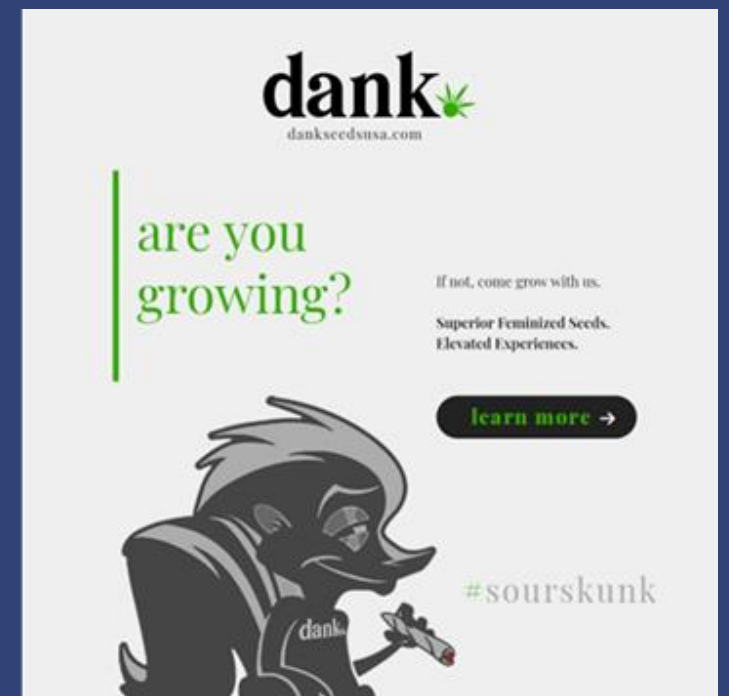 dank
dankseedsusa.com
are you
growing?
If not, come grow with us.
Superior Feminized Seeds.
Elevated Experiences.
learn more →
#sourskunk
dank.